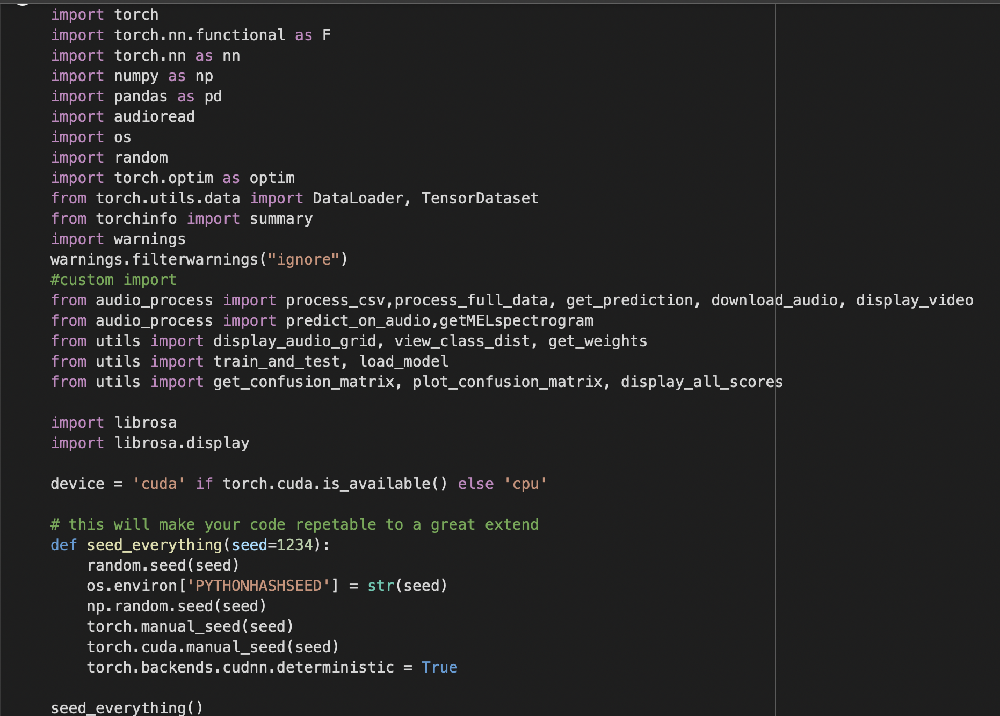 import torch
import torch.nn.functional as F
import torch.nn as nn
import numpy as np
import pandas as pd
import audioread
import os
import random
import torch.optim as optim
from torch.utils.data import DataLoader, TensorDataset
from torchinfo import summary
import warnings
warnings.filterwarnings("ignore")
#custom import
from audio_process import process_csv,process_full_data, get_prediction, download_audio, display_video
from audio_process import predict_on_audio,getMELspectrogram
from utils import display_audio_grid, view_class_dist, get_weights
from utils import train_and_test, load_model
from utils import get_confusion_matrix, plot_confusion_matrix, display_all_scores

import librosa
import librosa.display

device = 'cuda' if torch.cuda.is_available() else 'cpu'

# this will make your code repetable to a great extend
def seed_everything(seed=1234):
    random.seed(seed)
    os.environ['PYTHONHASHSEED'] = str(seed)
    np.random.seed(seed)
    torch.manual_seed(seed)
    torch.cuda.manual_seed(seed)
    torch.backends.cudnn.deterministic = True

seed_everything()